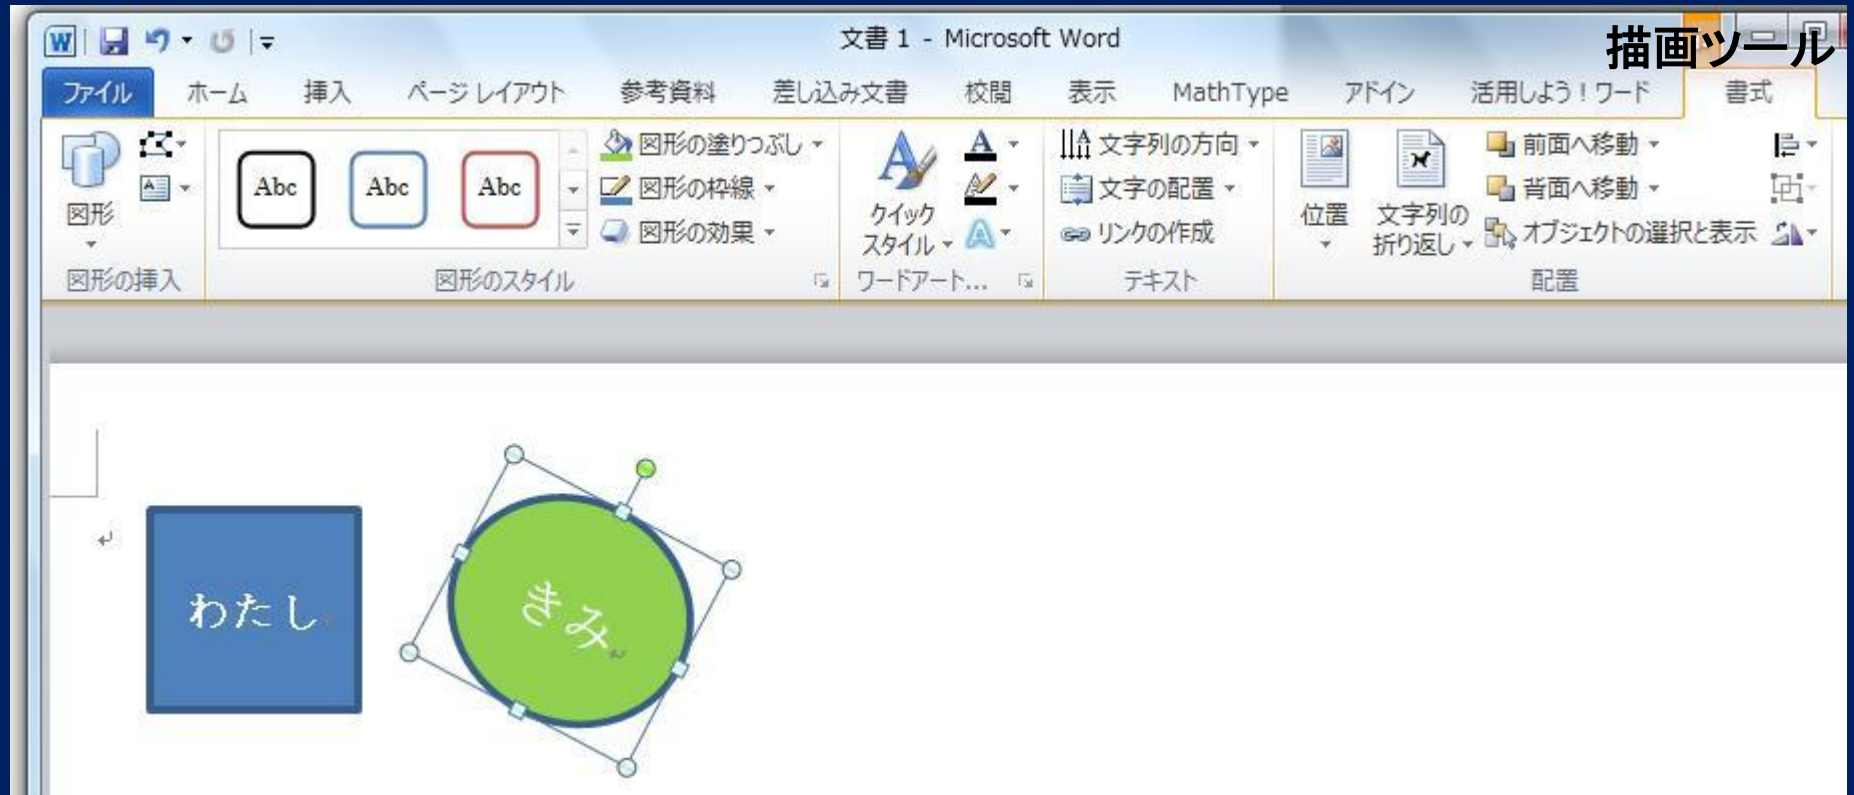 文書 1 - Microsoft Word
描画ツール
ファイル ホーム 挿入 ページ レイアウト 参考資料 差し込み文書 校閲 表示 MathType アドイン 活用しよう！ワード 書式
図形
Abc Abc Abc
図形の塗りつぶし
図形の枠線
図形の効果
クイック
スタイル
文字列の方向
文字の配置
リンクの作成
位置
文字列の
折り返し
前面へ移動
背面へ移動
オブジェクトの選択と表示
図形の挿入 図形のスタイル ワードアート... テキスト 配置
わたし
きみ